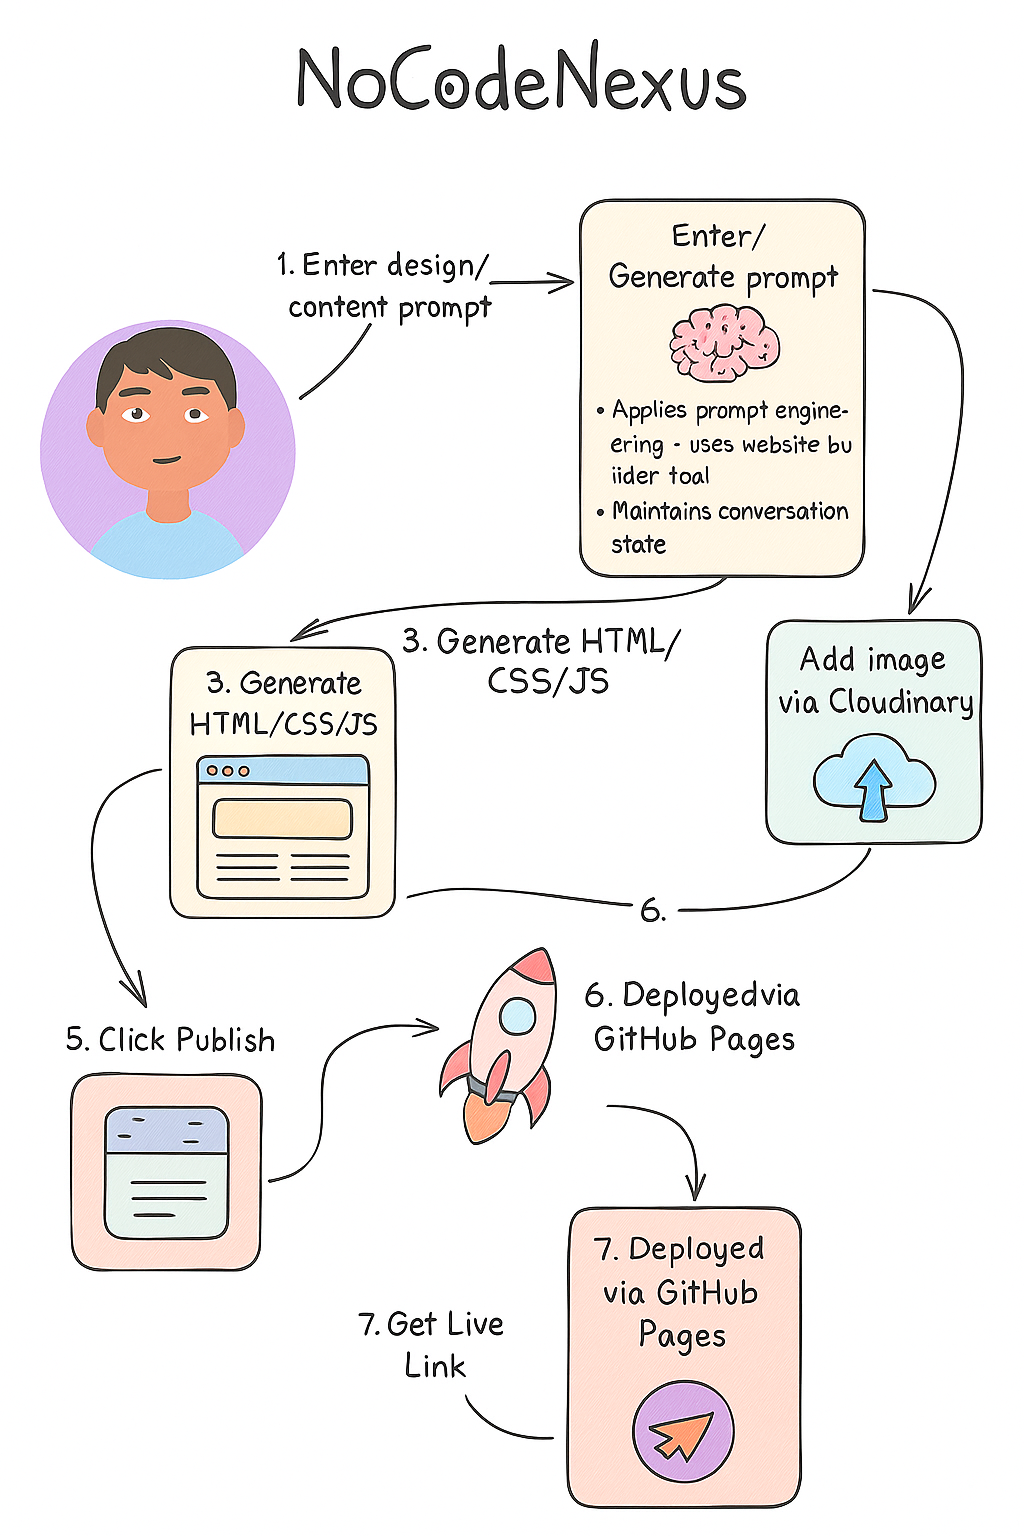 NoCodeNexus
1. Enter design/
content prompt
Enter/
Generate prompt
• Applies prompt engine-
ering - uses website bu
iider toal
• Maintains conversation
state
3. Generate HTML/
CSS/JS
3. Generate
HTML/CSS/JS
Add image
via Cloudinary
6.
5. Click Publish
6. Deployedvia
GitHub Pages
7. Deployed
via GitHub
Pages
7. Get Live
Link